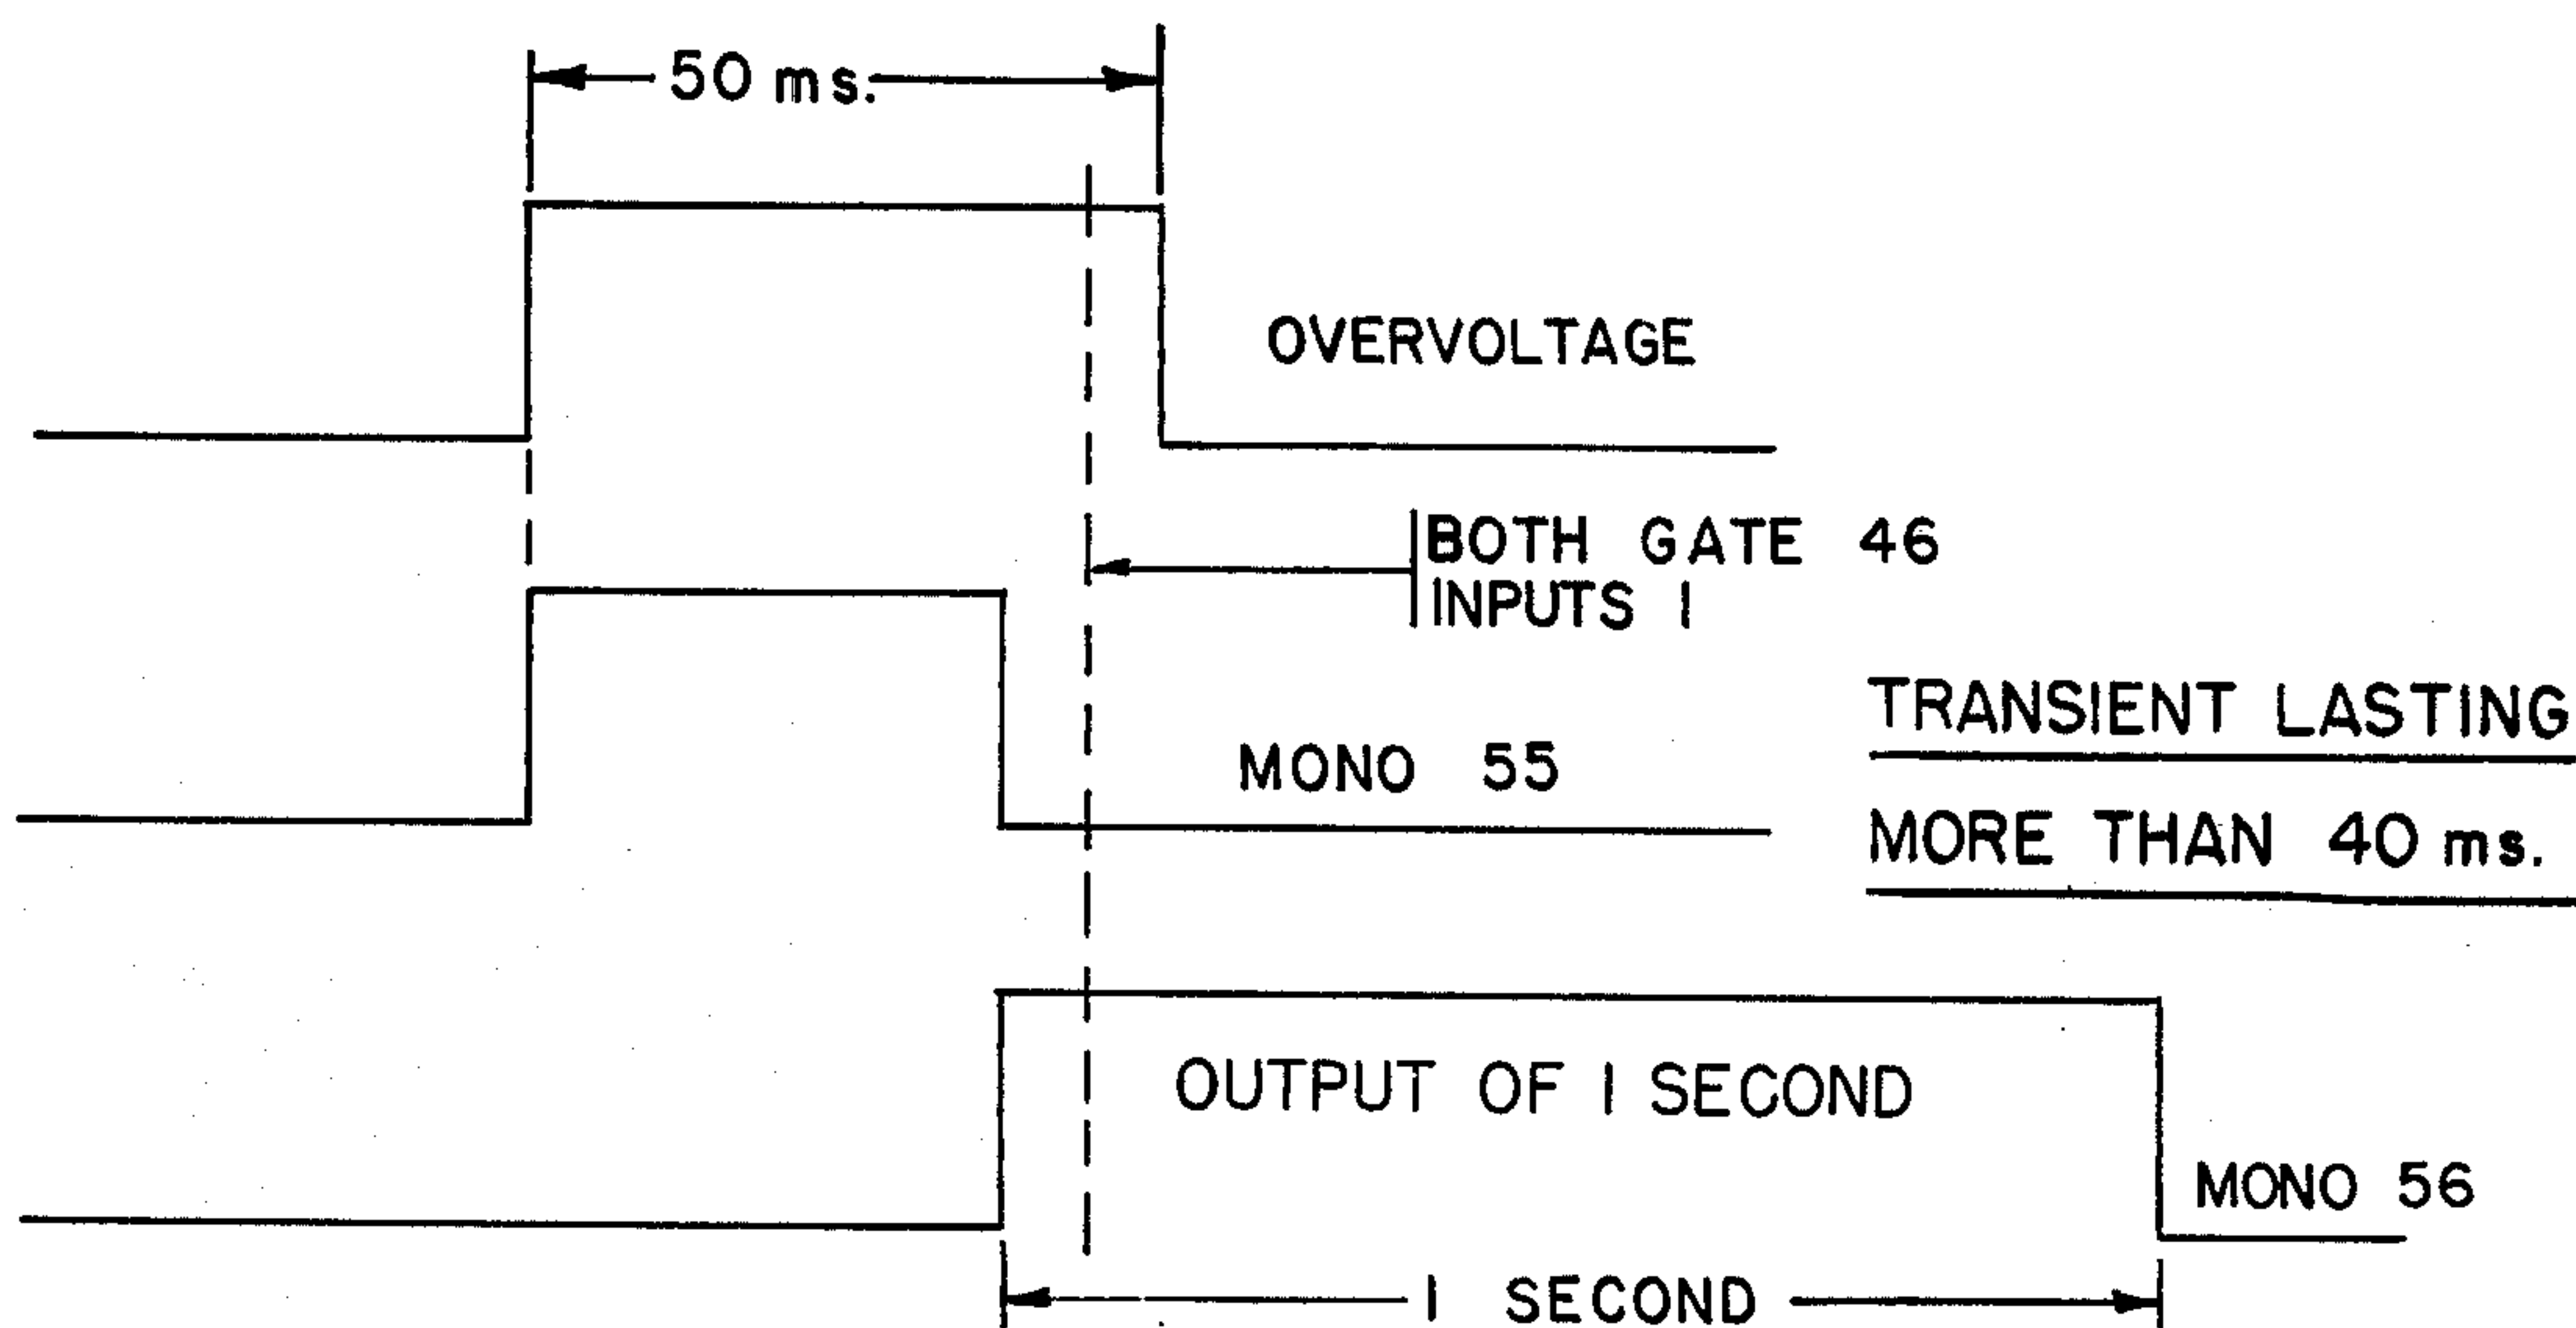 50 ms.
OVERVOLTAGE
BOTH GATE 46
INPUTS 1
MONO 55
TRANSIENT LASTING
MORE THAN 40 ms.
OUTPUT OF 1 SECOND
MONO 56
1 SECOND